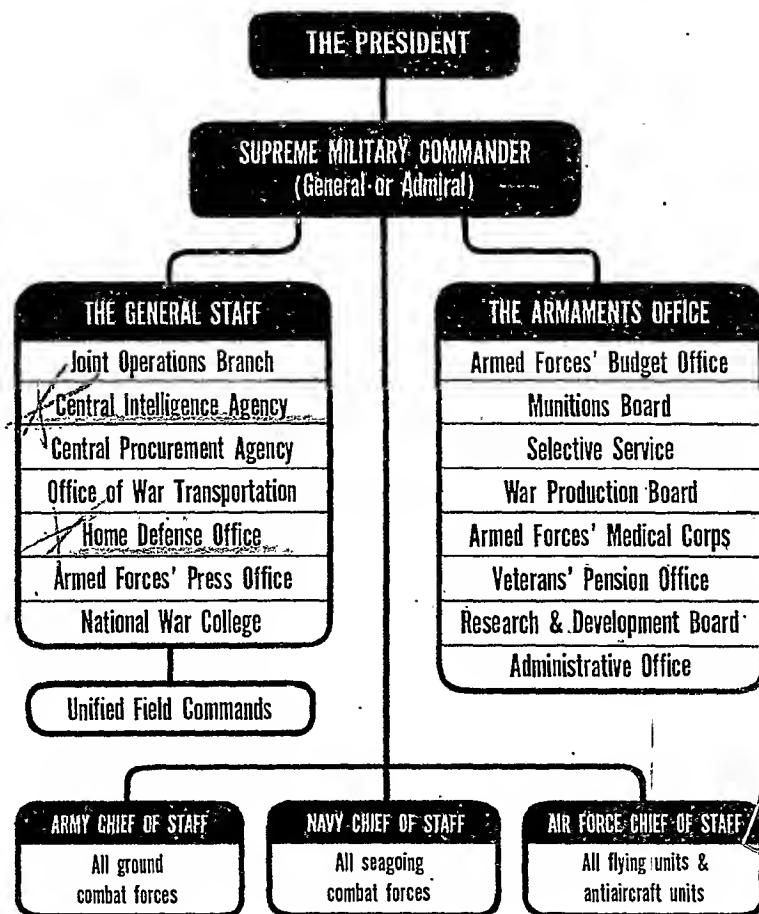 THE PRESIDENT
SUPREME MILITARY COMMANDER
(General or Admiral)
THE GENERAL STAFF
Joint Operations Branch
Central Intelligence Agency
Central Procurement Agency
Office of War Transportation
Home Defense Office
Armed Forces' Press Office
National War College
Unified Field Commands
THE ARMAMENTS OFFICE
Armed Forces' Budget Office
Munitions Board
Selective Service
War Production Board
Armed Forces' Medical Corps
Veterans' Pension Office
Research & Development Board
Administrative Office
ARMY CHIEF OF STAFF
All ground
combat forces
NAVY CHIEF OF STAFF
All seagoing
combat forces
AIR FORCE CHIEF OF STAFF
All flying units &
antiaircraft units